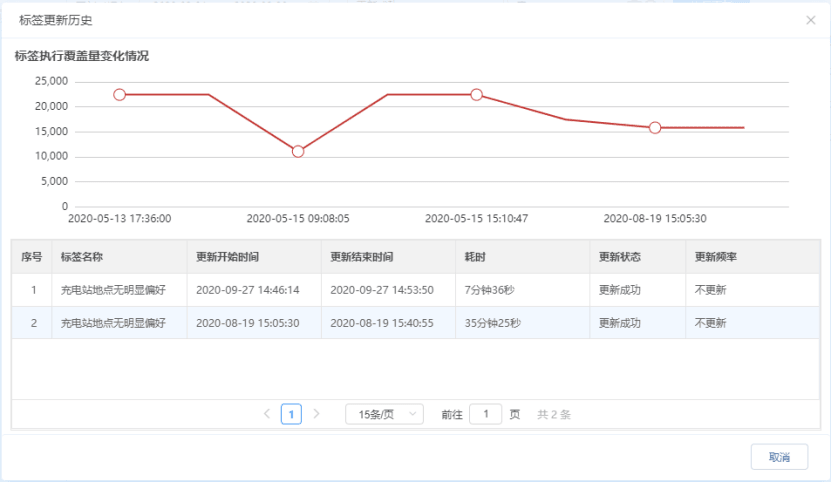 标签更新历史
标签执行覆盖量变化情况
25,000
20,000
15,000
10,000
5,000
0
2020-05-13 17:36:00 2020-05-15 09:08:05 2020-05-15 15:10:47 2020-08-19 15:05:30
序号 标签名称 更新开始时间 更新结束时间 耗时 更新状态 更新频率
1 充电站地点无明显偏好 2020-09-27 14:46:14 2020-09-27 14:53:50 7分钟36秒 更新成功 不更新
2 充电站地点无明显偏好 2020-08-19 15:05:30 2020-08-19 15:40:55 35分钟25秒 更新成功 不更新
1 15条/页 前往 1 页 共 2 条
取消